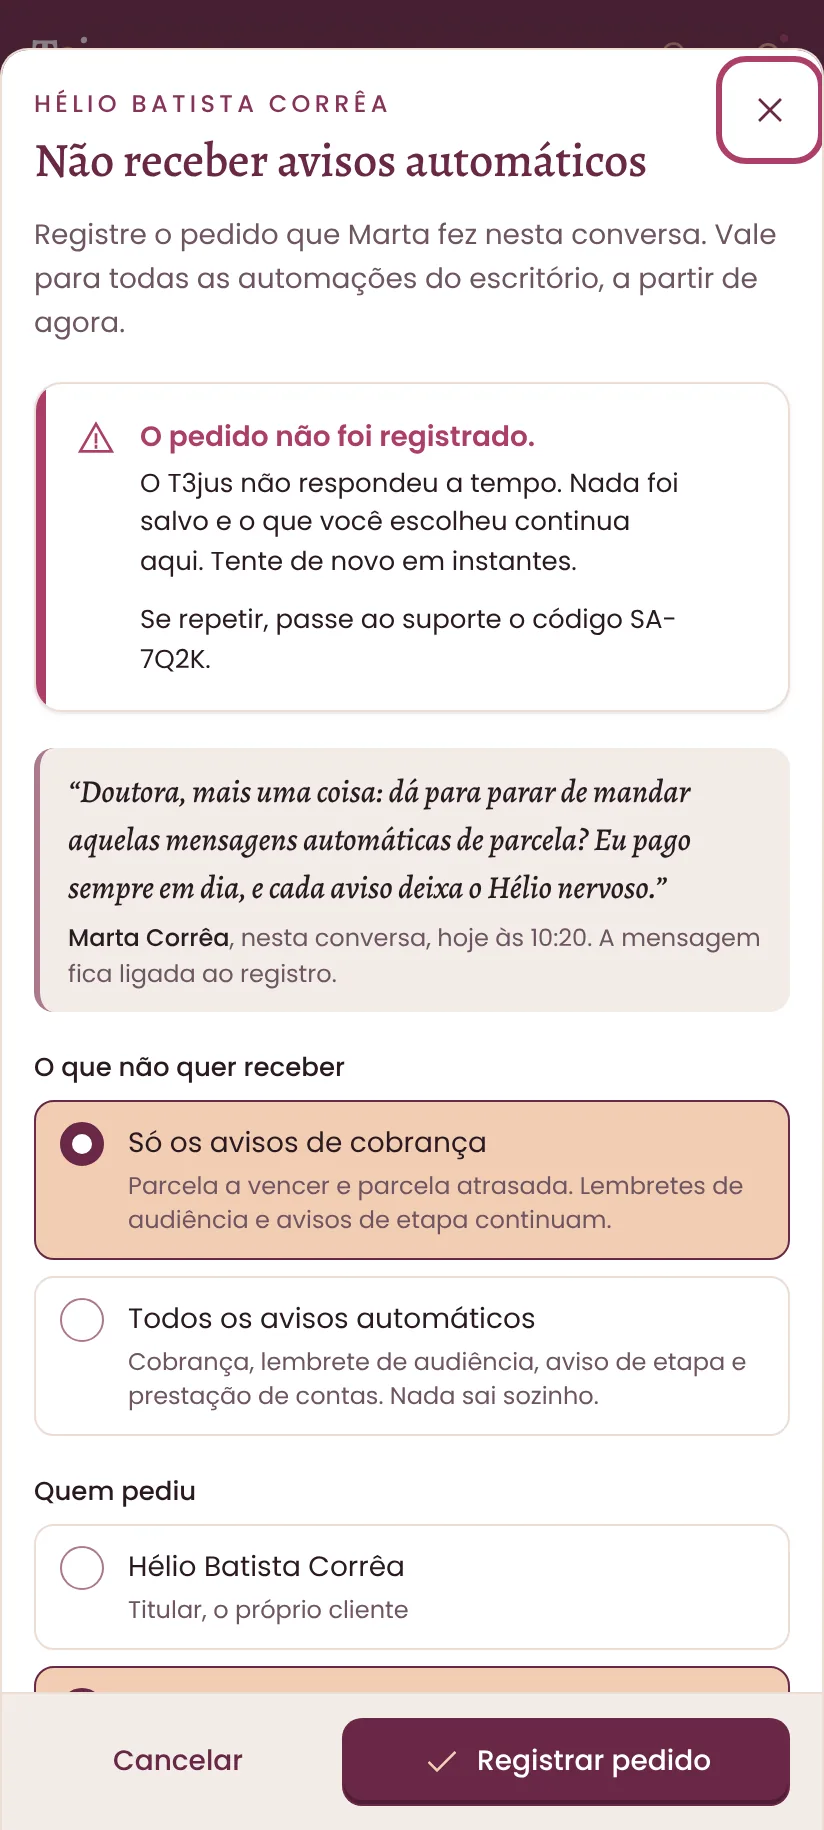 HÉLIO BATISTA CORRÊA
Não receber avisos automáticos
Registre o pedido que Marta fez nesta conversa. Vale
para todas as automações do escritório, a partir de
agora.
O pedido não foi registrado.
O T3jus não respondeu a tempo. Nada foi
salvo e o que você escolheu continua
aqui. Tente de novo em instantes.
Se repetir, passe ao suporte o código SA-
7Q2K.
“Doutora, mais uma coisa: dá para parar de mandar
aquelas mensagens automáticas de parcela? Eu pago
sempre em dia, e cada aviso deixa o Hélio nervoso.”
Marta Corrêa, nesta conversa, hoje às 10:20. A mensagem
fica ligada ao registro.
O que não quer receber
Só os avisos de cobrança
Parcela a vencer e parcela atrasada. Lembretes de
audiência e avisos de etapa continuam.
Todos os avisos automáticos
Cobrança, lembrete de audiência, aviso de etapa e
prestação de contas. Nada sai sozinho.
Quem pediu
Hélio Batista Corrêa
Titular, o próprio cliente
Cancelar
Registrar pedido